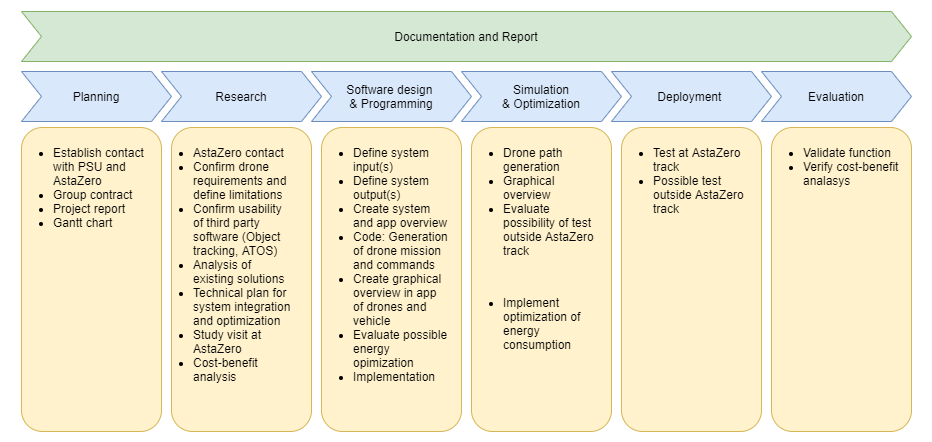 Documentation and Report
Planning
Research
Software design
& Programming
Simulation
& Optimization
Deployment
Evaluation
• Establish contact
with PSU and
AstaZero
• Group contract
• Project report
• Gantt chart
• AstaZero contact
• Confirm drone
requirements and
define limitations
• Confirm usability
of third party
software (Object
tracking, ATOS)
• Analysis of
existing solutions
• Technical plan for
system integration
and optimization
• Study visit at
AstaZero
• Cost-benefit
analysis
• Define system
input(s)
• Define system
output(s)
• Create system
and app overview
• Code: Generation
of drone mission
and commands
• Create graphical
overview in app
of drones and
vehicle
• Evaluate possible
energy
opimization
• Implementation
• Drone path
generation
• Graphical
overview
• Evaluate
possibility of test
outside AstaZero
track
• Implement
optimization of
energy
consumption
• Test at AstaZero
track
• Possible test
outside AstaZero
track
• Validate function
• Verify cost-benefit
analasys